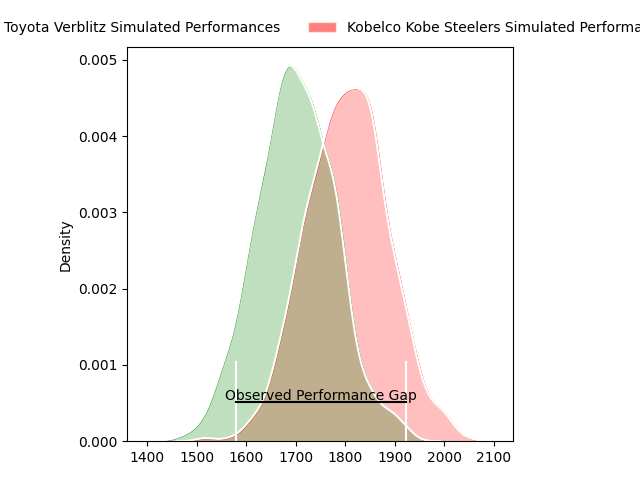 Toyota Verblitz Simulated Performances Kobelco Kobe Steelers Simulated Performa
0.005
0.004
0.003
0.002
0.001
0.000
Density
Observed Performance Gap
1400 1500 1600 1700 1800 1900 2000 2100